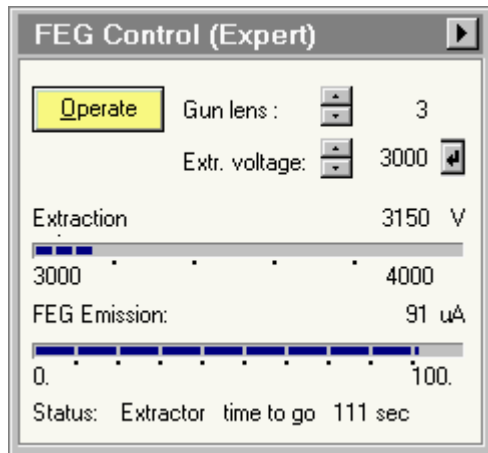 FEG Control (Expert)
Operate Gun lens : 3
Extr. voltage: 3000
Extraction 3150 V
3000 4000
FEG Emission: 91 uA
0. 100.
Status: Extractor time to go 111 sec